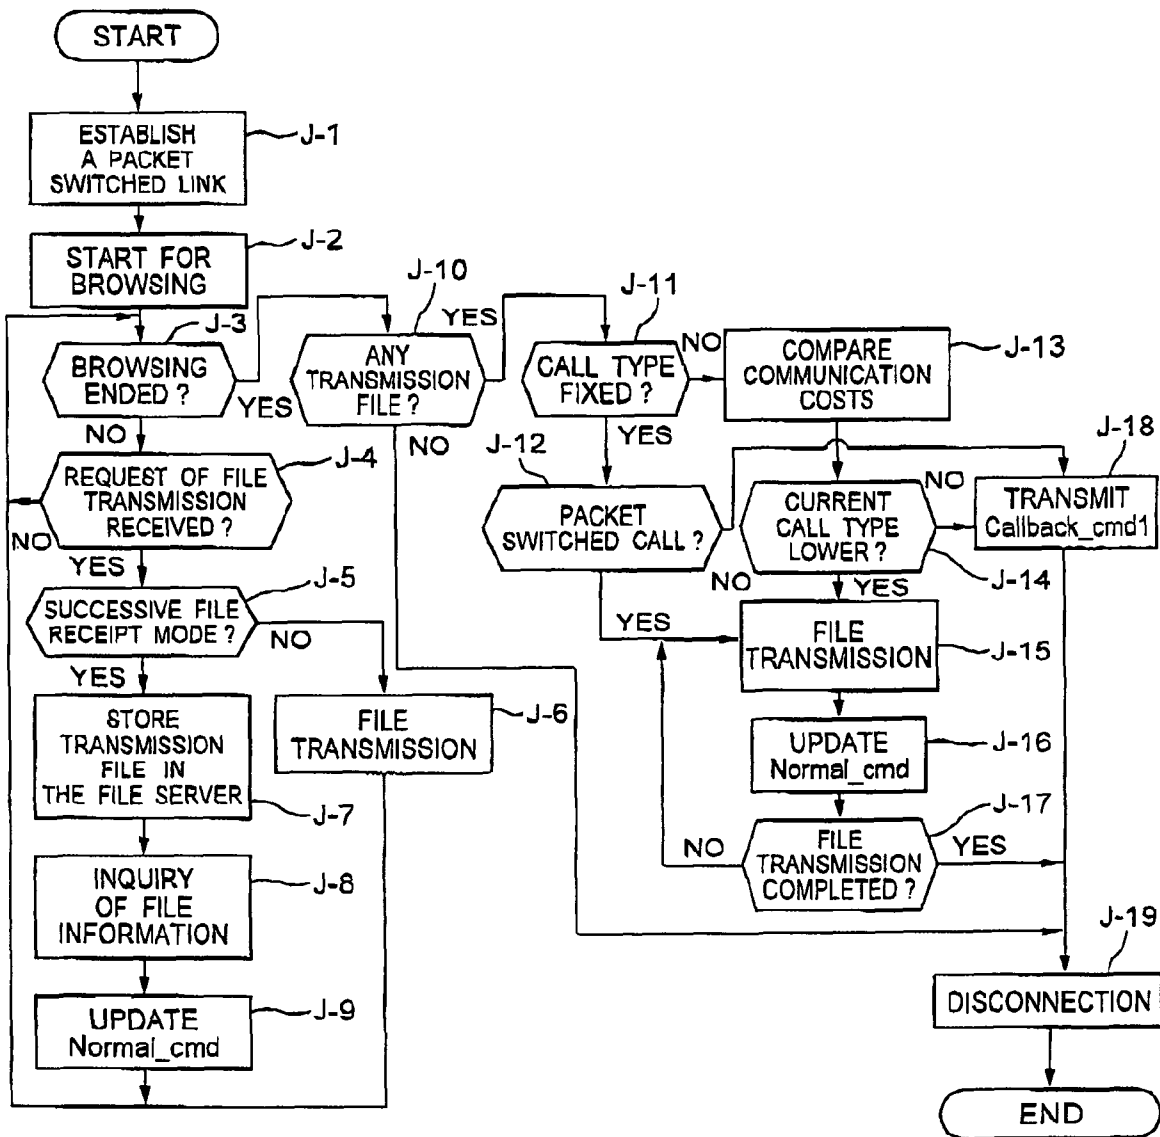 START
ESTABLISH
A PACKET
SWITCHED LINK
J-1
START FOR
BROWSING
J-2
BROWSING
ENDED ?
J-3
YES
NO
REQUEST OF FILE
TRANSMISSION
RECEIVED ?
J-4
NO
YES
SUCCESSIVE FILE
RECEIPT MODE ?
J-5
NO
YES
FILE
TRANSMISSION
J-6
STORE
TRANSMISSION
FILE IN
THE FILE SERVER
J-7
INQUIRY
OF FILE
INFORMATION
J-8
UPDATE
Normal_cmd
J-9
J-10
ANY
TRANSMISSION
FILE ?
YES
NO
J-11
CALL TYPE
FIXED ?
NO
YES
J-12
PACKET
SWITCHED CALL ?
NO
YES
COMPARE
COMMUNICATION
COSTS
J-13
CURRENT
CALL TYPE
LOWER ?
J-14
NO
YES
FILE
TRANSMISSION
J-15
UPDATE
Normal_cmd
J-16
J-17
FILE
TRANSMISSION
COMPLETED ?
NO
YES
J-18
TRANSMIT
Callback_cmd1
J-19
DISCONNECTION
END